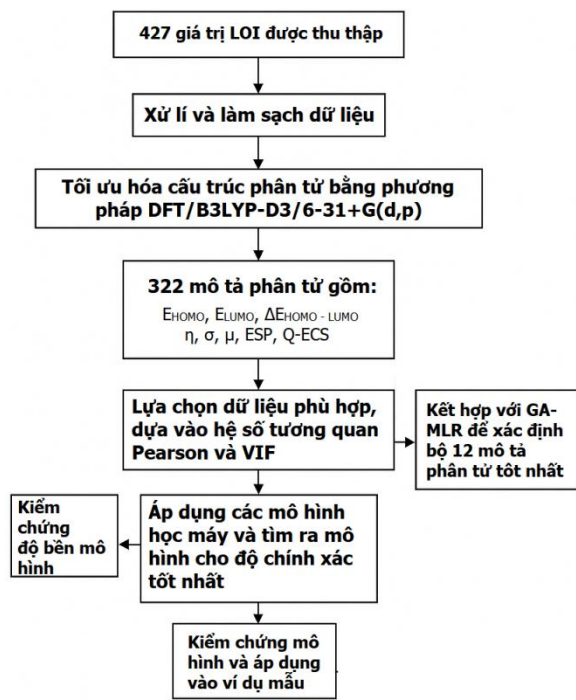 427 giá trị LOI được thu thập
Xử lí và làm sạch dữ liệu
Tối ưu hóa cấu trúc phân tử bằng phương
pháp DFT/B3LYP-D3/6-31+G(d,p)
322 mô tả phân tử gồm:
EHOMO, ELUMO, ΔEHOMO - LUMO
η, σ, μ, ESP, Q-ECS
Lựa chọn dữ liệu phù hợp,
dựa vào hệ số tương quan
Pearson và VIF
Kết hợp với GA-
MLR để xác định
bộ 12 mô tả
phân tử tôt nhất
Kiểm
chứng
độ bền mô
hình
Áp dụng các mô hình
học máy và tìm ra mô
hình cho độ chính xác
tốt nhất
Kiểm chứng mô
hình và áp dụng
vào ví dụ mẫu